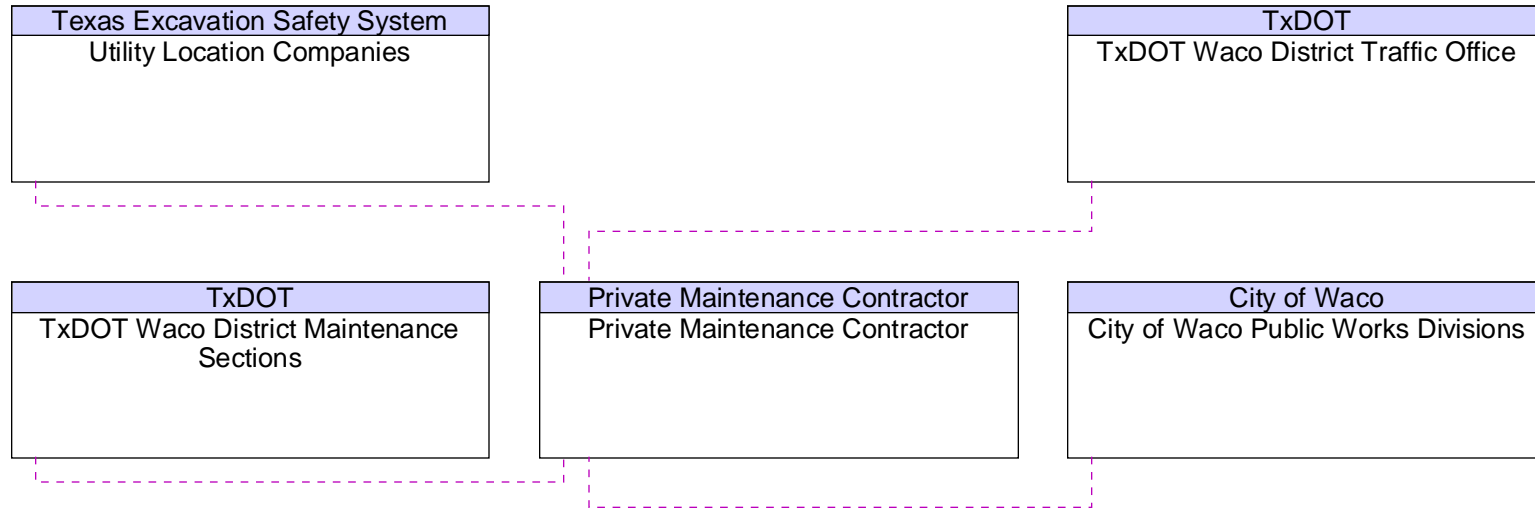 Texas Excavation Safety System
Utility Location Companies
TxDOT
TxDOT Waco District Traffic Office
TxDOT
TxDOT Waco District Maintenance
Sections
Private Maintenance Contractor
Private Maintenance Contractor
City of Waco
City of Waco Public Works Divisions